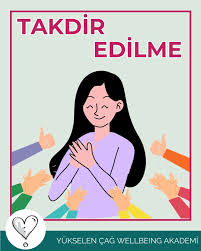 TAKDİR
EDİLME
YÜKSELEN ÇAĞ WELLBEING AKADEMİ